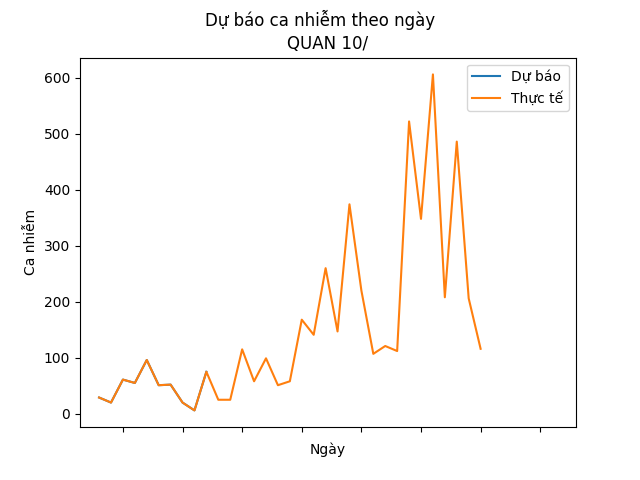 Dự báo ca nhiễm theo ngày
QUAN 10/
Dự báo
Thực tế
600
500
400
300
200
100
0
Ca nhiễm
Ngày